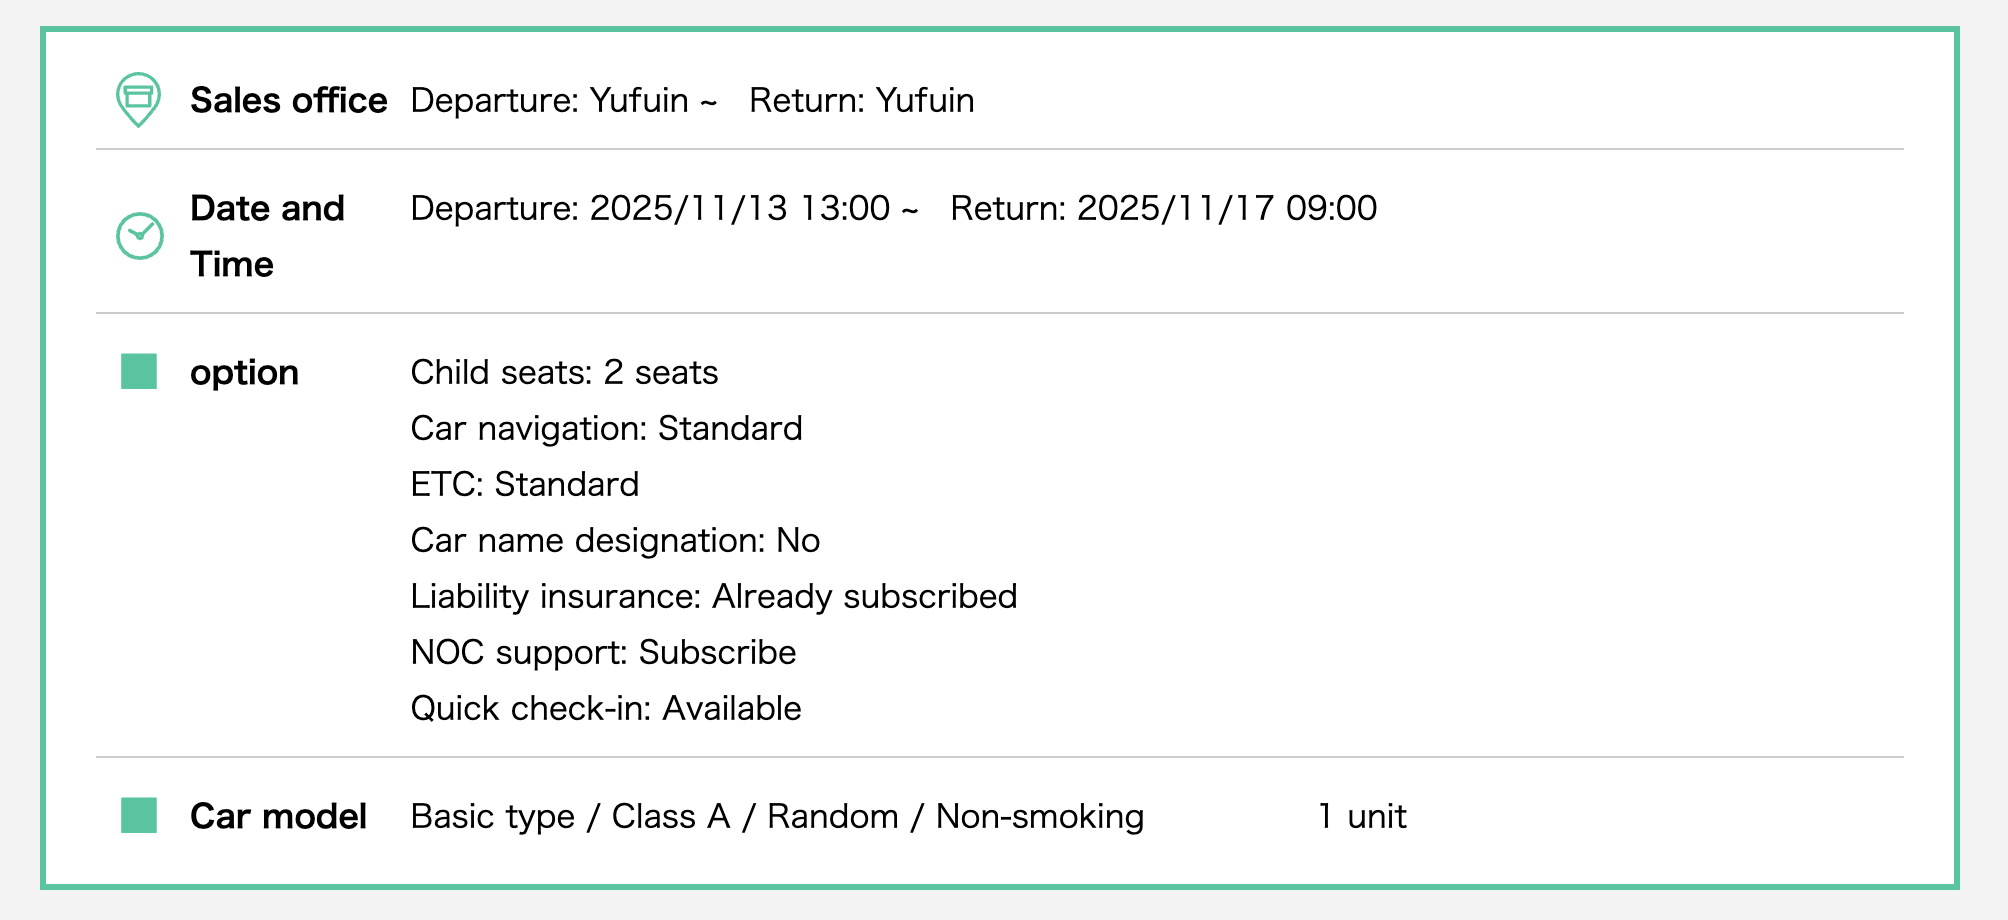 Sales office Departure: Yufuin ~ Return: Yufuin
Date and Time Departure: 2025/11/13 13:00 ~ Return: 2025/11/17 09:00
option Child seats: 2 seats
Car navigation: Standard
ETC: Standard
Car name designation: No
Liability insurance: Already subscribed
NOC support: Subscribe
Quick check-in: Available
Car model Basic type / Class A / Random / Non-smoking 1 unit